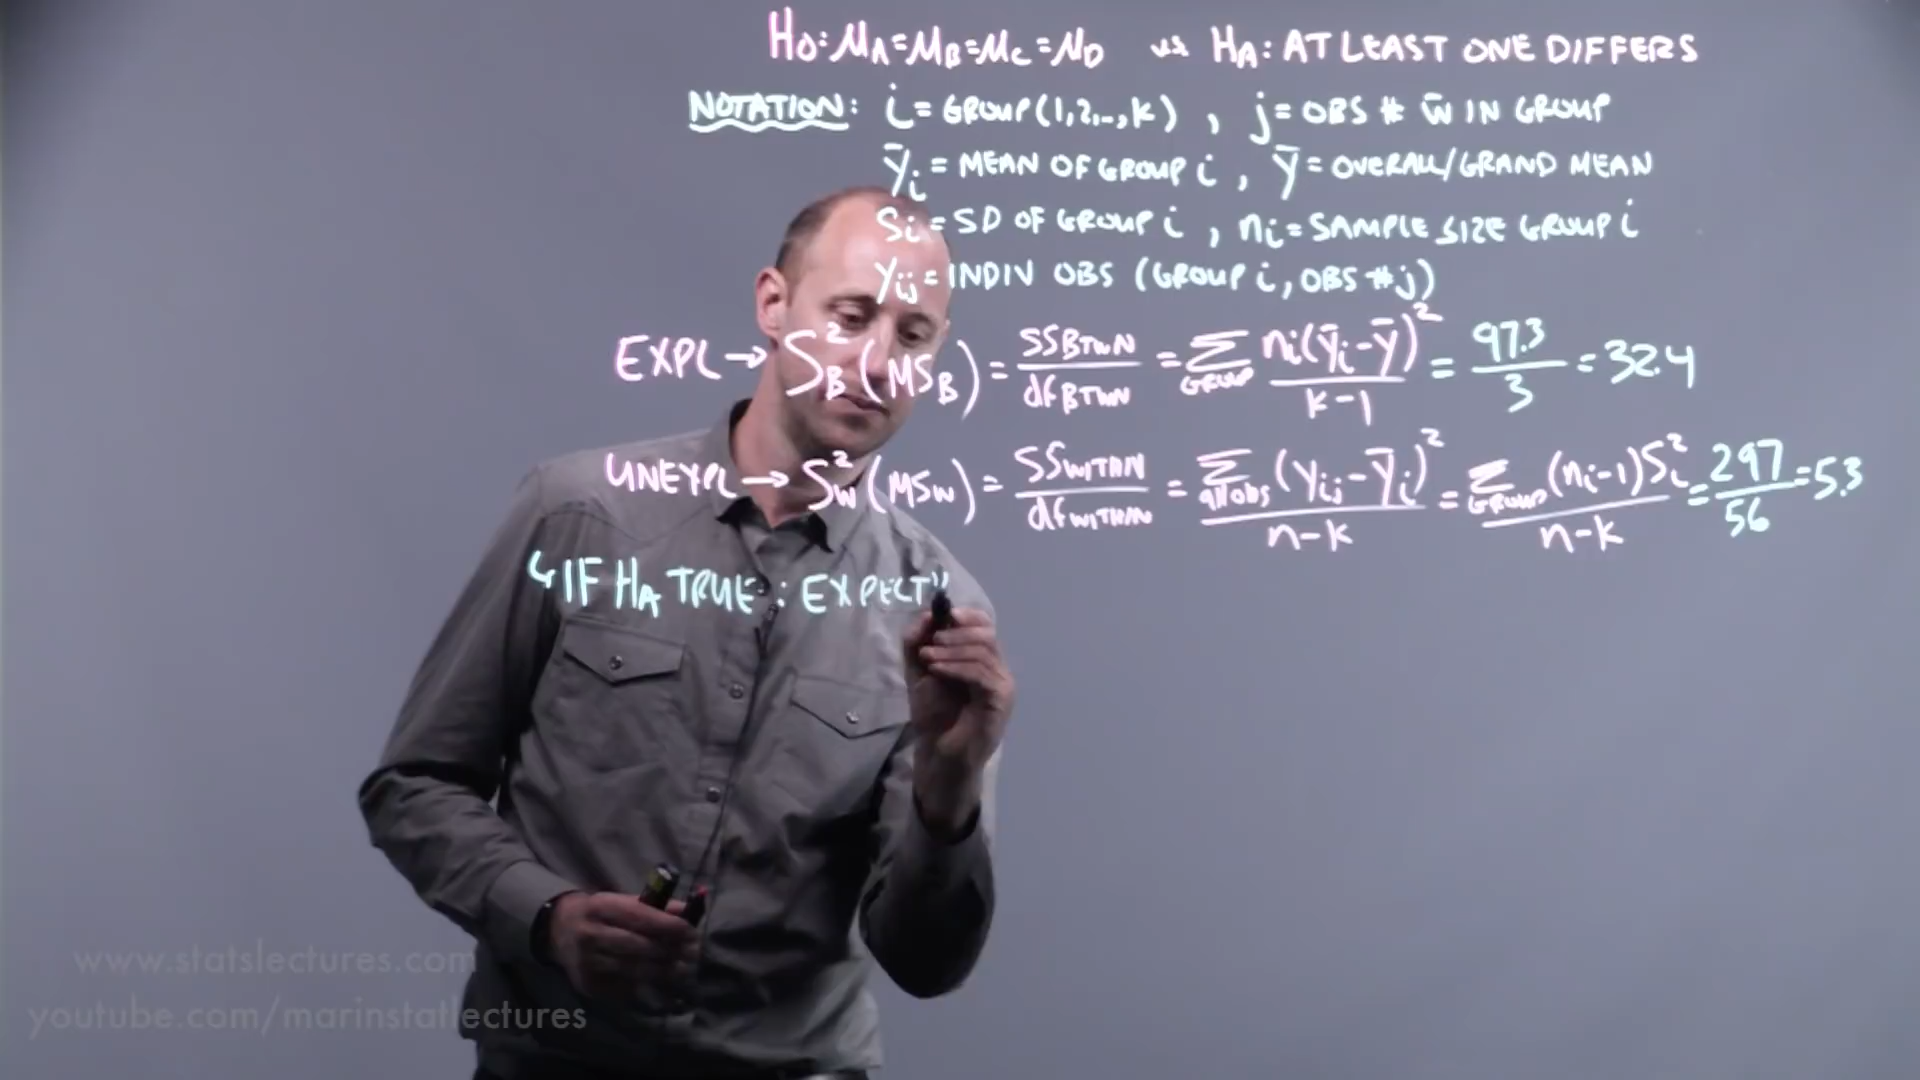 H0: μA=μB=μC=μD vs HA: AT LEAST ONE DIFFERS
NOTATION: i = GROUP (1,2,..,k), j = OBS # w̄ IN GROUP
ȳi = MEAN OF GROUP i, ȳ = OVERALL/GRAND MEAN
Si = SD OF GROUP i, ni = SAMPLE SIZE GROUP i
yij = INDIV OBS (GROUP i, OBS #j)
EXPL → S²B (MSB) = SSBTWN / dfBTWN = Σ GROUP ni(ȳi-ȳ)² / k-1 = 97.3 / 3 = 32.4
UNEXPL → S²W (MSW) = SSWITHIN / dfWITHIN = Σ all obs (yij-ȳi)² / n-k = Σ GROUP (ni-1)Si² / n-k = 297 / 56 = 5.3
↳ IF HA TRUE: EXPECT
www.statslectures.com
youtube.com/marinstatlectures